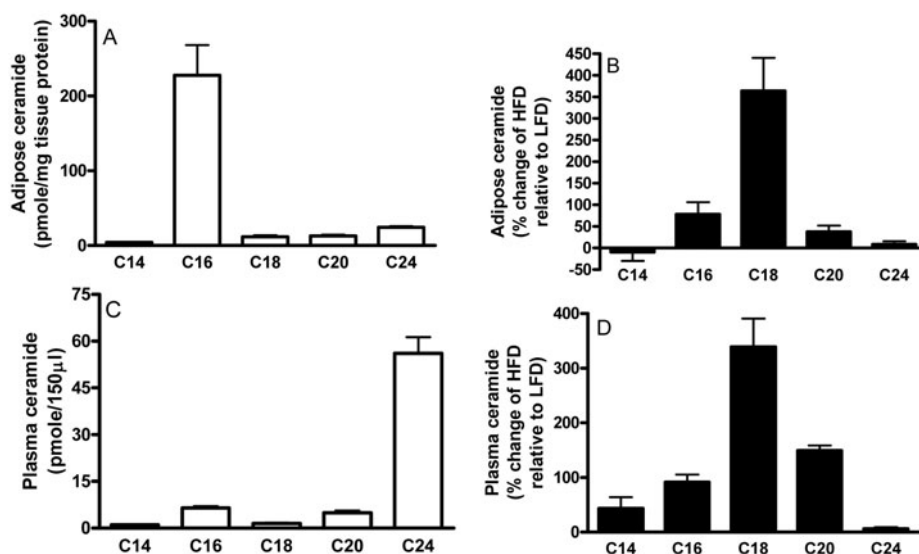 A
Adipose ceramide
(pmole/mg tissue protein)
300
200
100
0
C14 C16 C18 C20 C24
B
Adipose ceramide
(% change of HFD
relative to LFD)
450
400
350
300
250
200
150
100
50
0
-50
C14 C16 C18 C20 C24
C
Plasma ceramide
(pmole/150μl)
75
60
45
30
15
0
C14 C16 C18 C20 C24
D
Plasma ceramide
(% change of HFD
relative to LFD)
400
300
200
100
0
C14 C16 C18 C20 C24